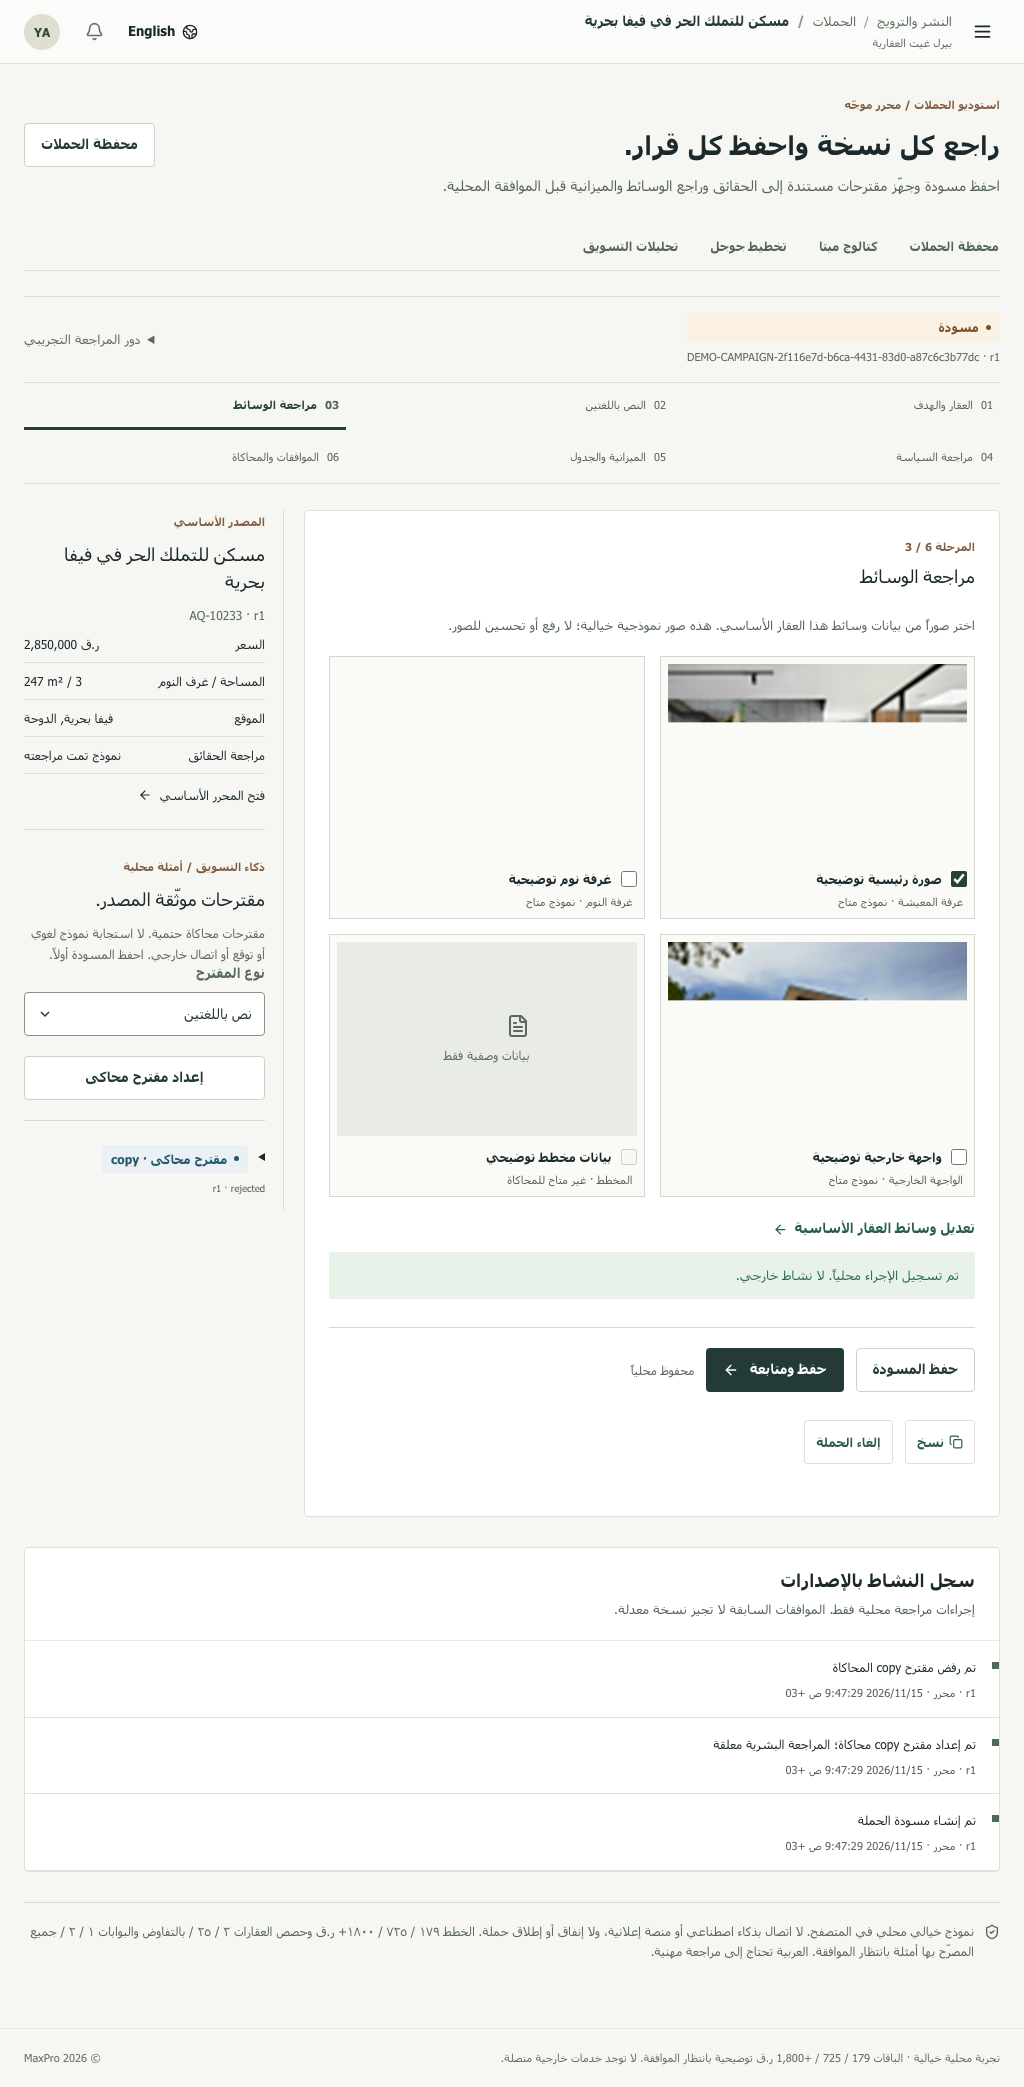 النشر والترويج / الحملات / مسكن للتملك الحر في فيفا بحرية
بيرل غيت العقارية
English
YA
استوديو الحملات / محرر موجّه
راجع كل نسخة واحفظ كل قرار.
احفظ مسودة وجهّز مقترحات مستندة إلى الحقائق وراجع الوسائط والميزانية قبل الموافقة المحلية.
محفظة الحملات
محفظة الحملات
كتالوج ميتا
تخطيط جوجل
تحليلات التسويق
مسودة
DEMO-CAMPAIGN-2f116e7d-b6ca-4431-83d0-a87c6c3b77dc · r1
دور المراجعة التجريبي
01 العقار والهدف
02 النص باللغتين
03 مراجعة الوسائط
04 مراجعة السياسة
05 الميزانية والجدول
06 الموافقات والمحاكاة
المرحلة 6 / 3
مراجعة الوسائط
اختر صوراً من بيانات وسائط هذا العقار الأساسي. هذه صور نموذجية خيالية؛ لا رفع أو تحسين للصور.
صورة رئيسية توضيحية
غرفة المعيشة · نموذج متاح
غرفة نوم توضيحية
غرفة النوم · نموذج متاح
واجهة خارجية توضيحية
الواجهة الخارجية · نموذج متاح
بيانات وصفية فقط
بيانات مخطط توضيحي
المخطط · غير متاح للمحاكاة
تعديل وسائط العقار الأساسية
تم تسجيل الإجراء محلياً. لا نشاط خارجي.
حفظ المسودة
حفظ ومتابعة
محفوظ محلياً
نسخ
إلغاء الحملة
المصدر الأساسي
مسكن للتملك الحر في فيفا
بحرية
AQ-10233 · r1
السعر
ر.ق 2,850,000
المساحة / غرف النوم
247 m² / 3
الموقع
فيفا بحرية, الدوحة
مراجعة الحقائق
نموذج تمت مراجعته
فتح المحرر الأساسي
ذكاء التسويق / أمثلة محلية
مقترحات موثّقة المصدر.
مقترحات محاكاة حتمية. لا استجابة نموذج لغوي
أو توقع أو اتصال خارجي. احفظ المسودة أولاً.
نوع المقترح
نص باللغتين
إعداد مقترح محاكى
مقترح محاكى · copy
r1 · rejected
سجل النشاط بالإصدارات
إجراءات مراجعة محلية فقط. الموافقات السابقة لا تجيز نسخة معدلة.
تم رفض مقترح copy المحاكاة
r1 · محرر · 2026/11/15 9:47:29 ص +03
تم إعداد مقترح copy محاكاة؛ المراجعة البشرية معلقة
r1 · محرر · 2026/11/15 9:47:29 ص +03
تم إنشاء مسودة الحملة
r1 · محرر · 2026/11/15 9:47:29 ص +03
نموذج خيالي محلي في المتصفح. لا اتصال بذكاء اصطناعي أو منصة إعلانية، ولا إنفاق أو إطلاق حملة. الخطط ١٧٩ / ٧٢٥ / ١٨٠٠+ ر.ق وحصص العقارات ٣ / ٢٥ / بالتفاوض والبوابات ١ / ٢ / جميع
المصرّح بها أمثلة بانتظار الموافقة. العربية تحتاج إلى مراجعة مهنية.
تجربة محلية خيالية · الباقات 179 / 725 / +1,800 ر.ق توضيحية بانتظار الموافقة. لا توجد خدمات خارجية متصلة.
© 2026 MaxPro